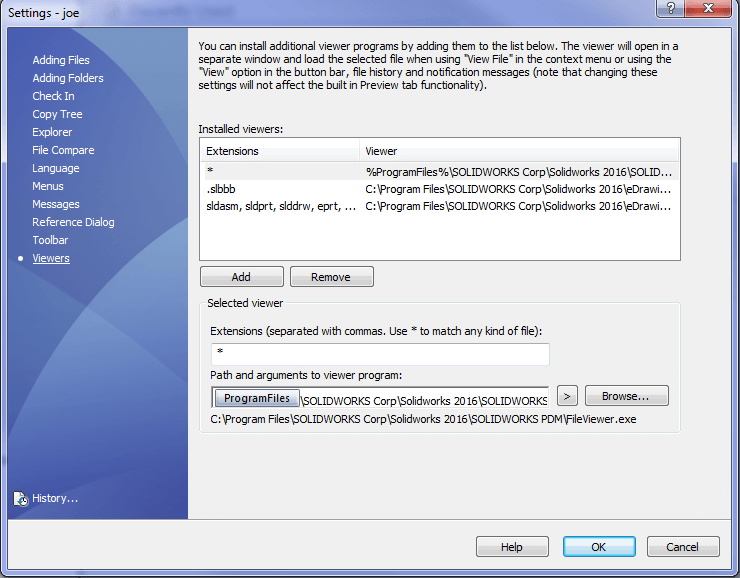 Settings - joe
?
Adding Files
Adding Folders
Check In
Copy Tree
Explorer
File Compare
Language
Menus
Messages
Reference Dialog
Toolbar
Viewers
History...
You can install additional viewer programs by adding them to the list below. The viewer will open in a
separate window and load the selected file when using "View File" in the context menu or using the
"View" option in the button bar, file history and notification messages (note that changing these
settings will not affect the built in Preview tab functionality).
Installed viewers:
Extensions Viewer
* %ProgramFiles%\SOLIDWORKS Corp\Solidworks 2016\SOLID...
.slbbb C:\Program Files\SOLIDWORKS Corp\Solidworks 2016\eDrawi...
sldasm, sldprt, slddrw, eprt, ... C:\Program Files\SOLIDWORKS Corp\Solidworks 2016\eDrawi...
Add Remove
Selected viewer
Extensions (separated with commas. Use * to match any kind of file):
*
Path and arguments to viewer program:
ProgramFiles \SOLIDWORKS Corp\Solidworks 2016\SOLIDWORKS > Browse...
C:\Program Files\SOLIDWORKS Corp\Solidworks 2016\SOLIDWORKS PDM\FileViewer.exe
Help OK Cancel